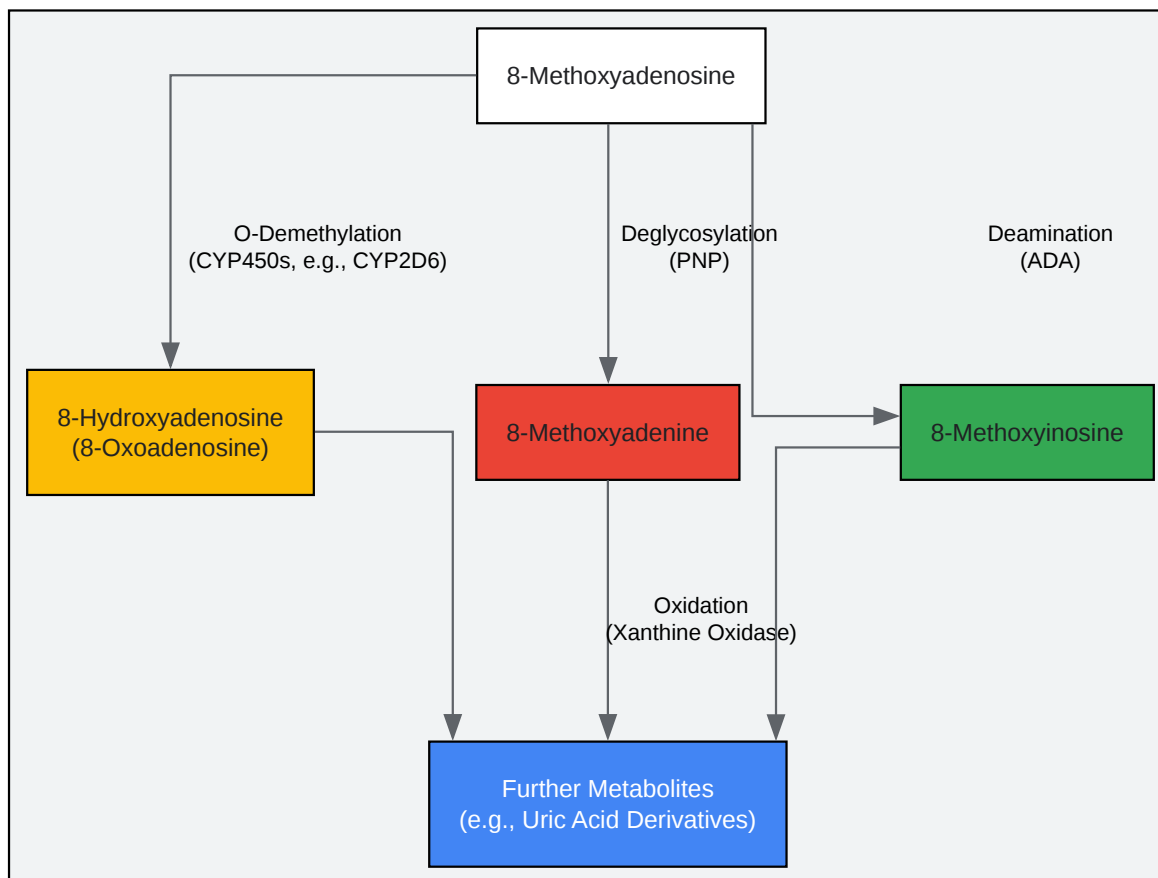 8-Methoxyadenosine
O-Demethylation
(CYP450s, e.g., CYP2D6)
Deglycosylation
(PNP)
Deamination
(ADA)
8-Hydroxyadenosine
(8-Oxoadenosine)
8-Methoxyadenine
8-Methoxyinosine
Oxidation
(Xanthine Oxidase)
Further Metabolites
(e.g., Uric Acid Derivatives)